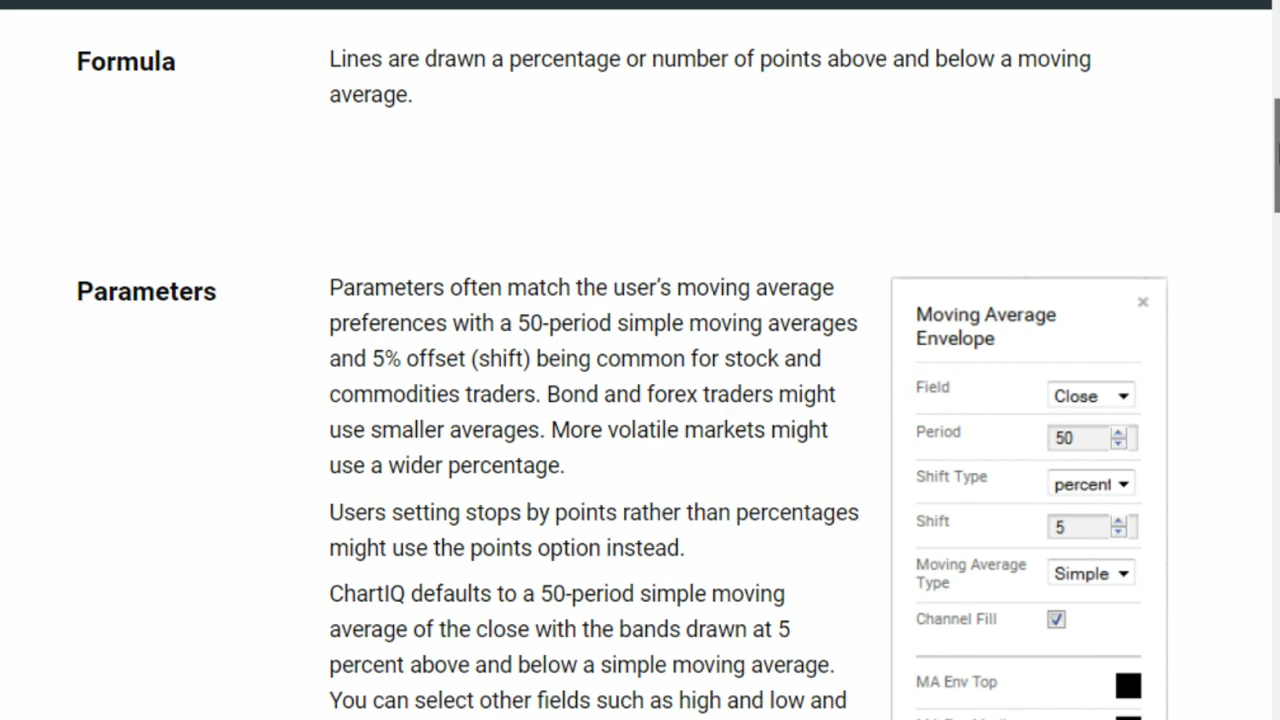 Formula
Lines are drawn a percentage or number of points above and below a moving
average.
Parameters
Parameters often match the user’s moving average
preferences with a 50-period simple moving averages
and 5% offset (shift) being common for stock and
commodities traders. Bond and forex traders might
use smaller averages. More volatile markets might
use a wider percentage.
Users setting stops by points rather than percentages
might use the points option instead.
ChartIQ defaults to a 50-period simple moving
average of the close with the bands drawn at 5
percent above and below a simple moving average.
You can select other fields such as high and low and
Moving Average
Envelope
Field
Close
Period
50
Shift Type
percent
Shift
5
Moving Average
Type
Simple
Channel Fill
MA Env Top